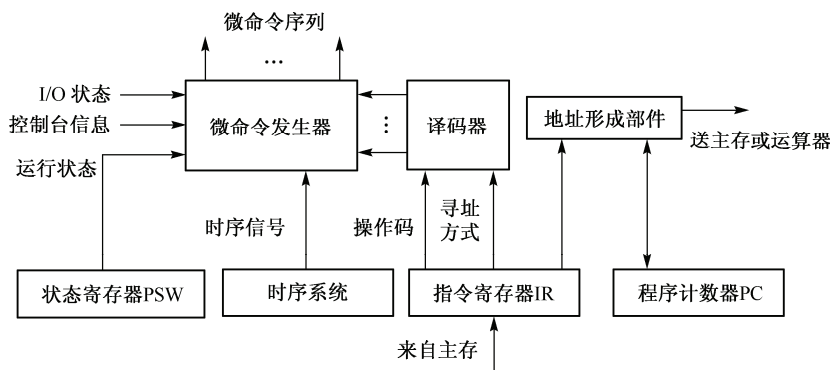 微命令序列
…
I/O 状态
控制台信息
运行状态
微命令发生器
⋮
译码器
地址形成部件
送主存或运算器
时序信号
操作码
寻址
方式
状态寄存器PSW
时序系统
指令寄存器IR
程序计数器PC
来自主存